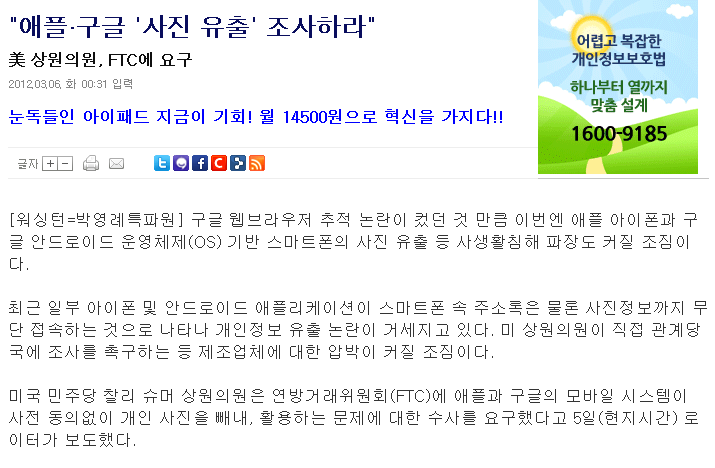 "애플·구글 '사진 유출' 조사하라"
美 상원의원, FTC에 요구
2012.03.06. 화 00:31 입력
눈독들인 아이패드 지금이 기회! 월 14500원으로 혁신을 가지다!!
글자
어렵고 복잡한
개인정보보호법
하나부터 열까지
맞춤 설계
1600-9185
[워싱턴=박영례특파원] 구글 웹브라우저 추적 논란이 컸던 것 만큼 이번엔 애플 아이폰과 구
글 안드로이드 운영체제(OS) 기반 스마트폰의 사진 유출 등 사생활침해 파장도 커질 조짐이
다.
최근 일부 아이폰 및 안드로이드 애플리케이션이 스마트폰 속 주소록은 물론 사진정보까지 무
단 접속하는 것으로 나타나 개인정보 유출 논란이 거세지고 있다. 미 상원의원이 직접 관계당
국에 조사를 촉구하는 등 제조업체에 대한 압박이 커질 조짐이다.
미국 민주당 찰리 슈머 상원의원은 연방거래위원회(FTC)에 애플과 구글의 모바일 시스템이
사전 동의없이 개인 사진을 빼내, 활용하는 문제에 대한 수사를 요구했다고 5일(현지시간) 로
이터가 보도했다.